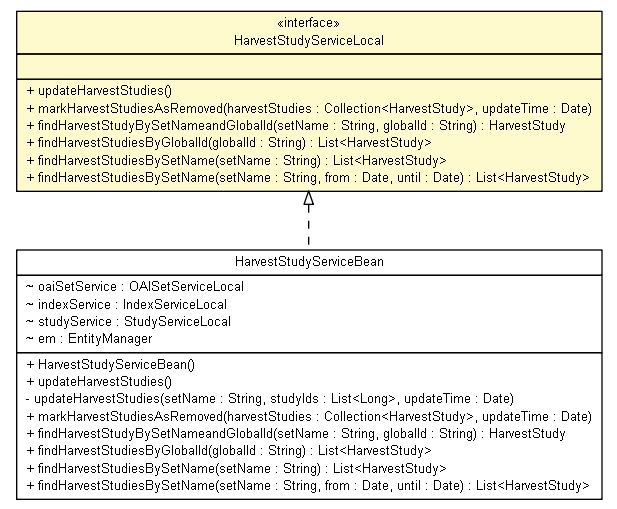 «interface»
HarvestStudyServiceLocal
+ updateHarvestStudies()
+ markHarvestStudiesAsRemoved(harvestStudies : Collection<HarvestStudy>, updateTime : Date)
+ findHarvestStudyBySetNameandGlobalId(setName : String, globalId : String) : HarvestStudy
+ findHarvestStudiesByGlobalId(globalId : String) : List<HarvestStudy>
+ findHarvestStudiesBySetName(setName : String) : List<HarvestStudy>
+ findHarvestStudiesBySetName(setName : String, from : Date, until : Date) : List<HarvestStudy>
HarvestStudyServiceBean
~ oaiSetService : OAISetServiceLocal
~ indexService : IndexServiceLocal
~ studyService : StudyServiceLocal
~ em : EntityManager
+ HarvestStudyServiceBean()
+ updateHarvestStudies()
- updateHarvestStudies(setName : String, studyIds : List<Long>, updateTime : Date)
+ markHarvestStudiesAsRemoved(harvestStudies : Collection<HarvestStudy>, updateTime : Date)
+ findHarvestStudyBySetNameandGlobalId(setName : String, globalId : String) : HarvestStudy
+ findHarvestStudiesByGlobalId(globalId : String) : List<HarvestStudy>
+ findHarvestStudiesBySetName(setName : String) : List<HarvestStudy>
+ findHarvestStudiesBySetName(setName : String, from : Date, until : Date) : List<HarvestStudy>